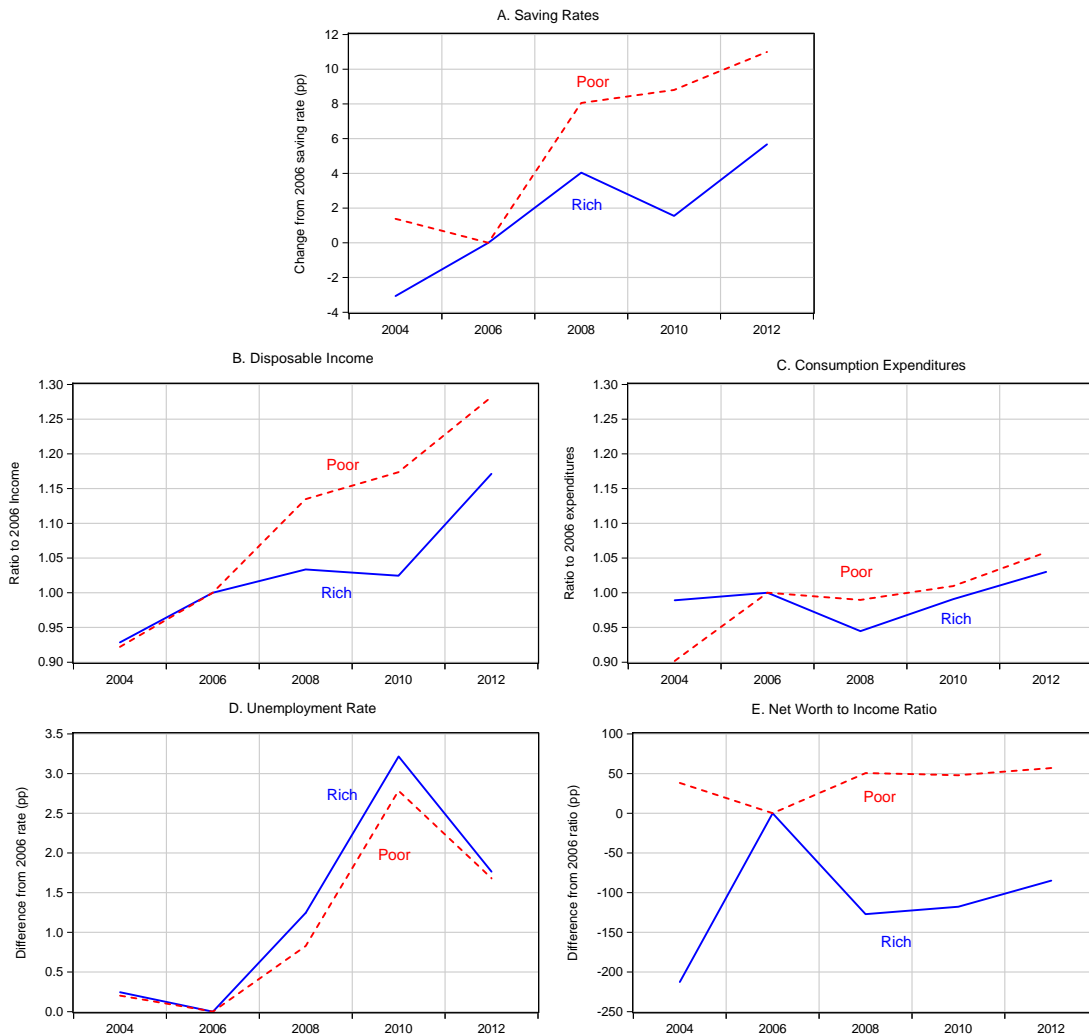 A. Saving Rates
Change from 2006 saving rate (pp)
12
10
8
6
4
2
0
-2
-4
Poor
Rich
2004 2006 2008 2010 2012
B. Disposable Income
Ratio to 2006 Income
1.30
1.25
1.20
1.15
1.10
1.05
1.00
0.95
0.90
Poor
Rich
2004 2006 2008 2010 2012
C. Consumption Expenditures
Ratio to 2006 expenditures
1.30
1.25
1.20
1.15
1.10
1.05
1.00
0.95
0.90
Poor
Rich
2004 2006 2008 2010 2012
D. Unemployment Rate
Difference from 2006 rate (pp)
3.5
3.0
2.5
2.0
1.5
1.0
0.5
0.0
Rich
Poor
2004 2006 2008 2010 2012
E. Net Worth to Income Ratio
Difference from 2006 ratio (pp)
100
50
0
-50
-100
-150
-200
-250
Poor
Rich
2004 2006 2008 2010 2012